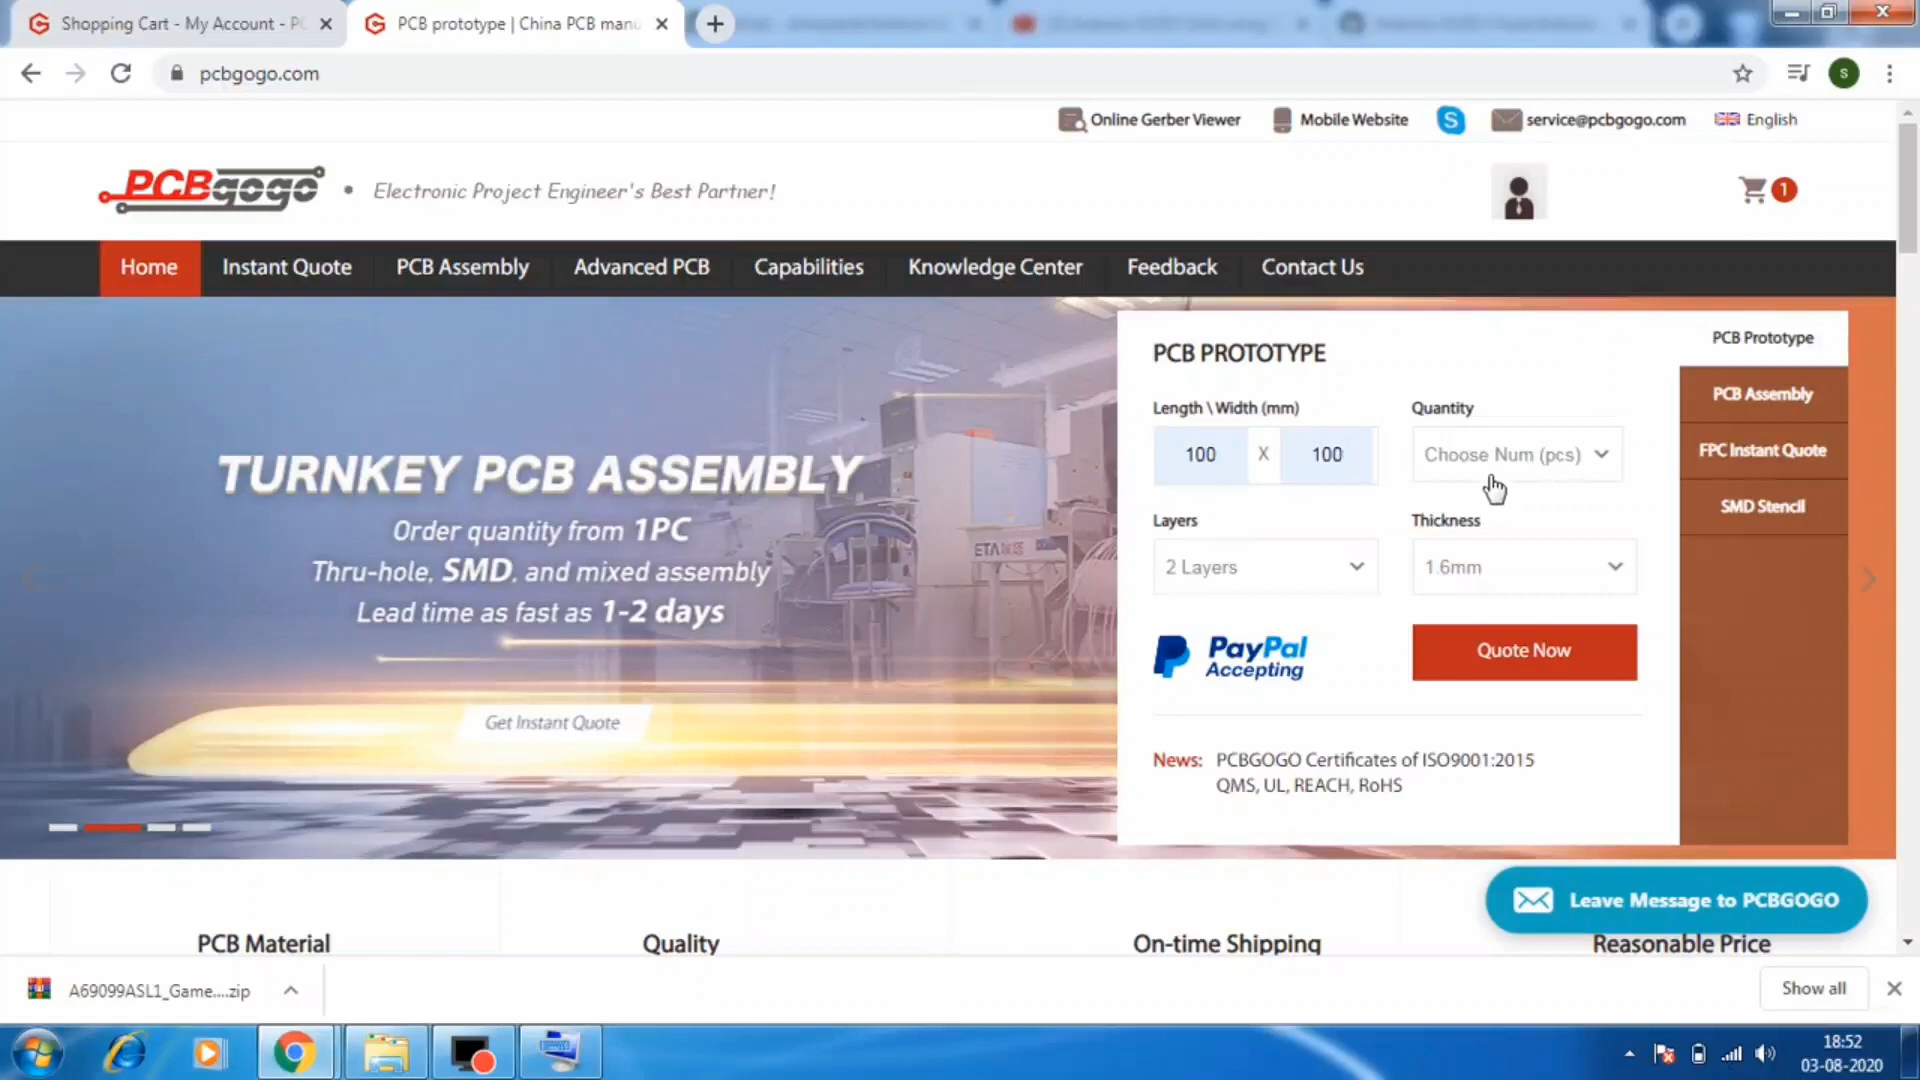 Shopping Cart - My Account - PC
PCB prototype | China PCB manu
pcbgogo.com
S
Online Gerber Viewer
Mobile Website
service@pcbgogo.com
English
PCBgogo
• Electronic Project Engineer's Best Partner!
1
Home
Instant Quote
PCB Assembly
Advanced PCB
Capabilities
Knowledge Center
Feedback
Contact Us
TURNKEY PCB ASSEMBLY
Order quantity from 1PC
Thru-hole, SMD, and mixed assembly
Lead time as fast as 1-2 days
Get Instant Quote
PCB PROTOTYPE
Length \ Width (mm)
Quantity
100 X 100
Choose Num (pcs)
Layers
Thickness
2 Layers
1.6mm
PayPal
Accepting
Quote Now
News: PCBGOGO Certificates of ISO9001:2015
QMS, UL, REACH, RoHS
PCB Prototype
PCB Assembly
FPC Instant Quote
SMD Stencil
Leave Message to PCBGOGO
PCB Material
Quality
On-time Shipping
Reasonable Price
A69099ASL1_Game....zip
Show all
18:52
03-08-2020